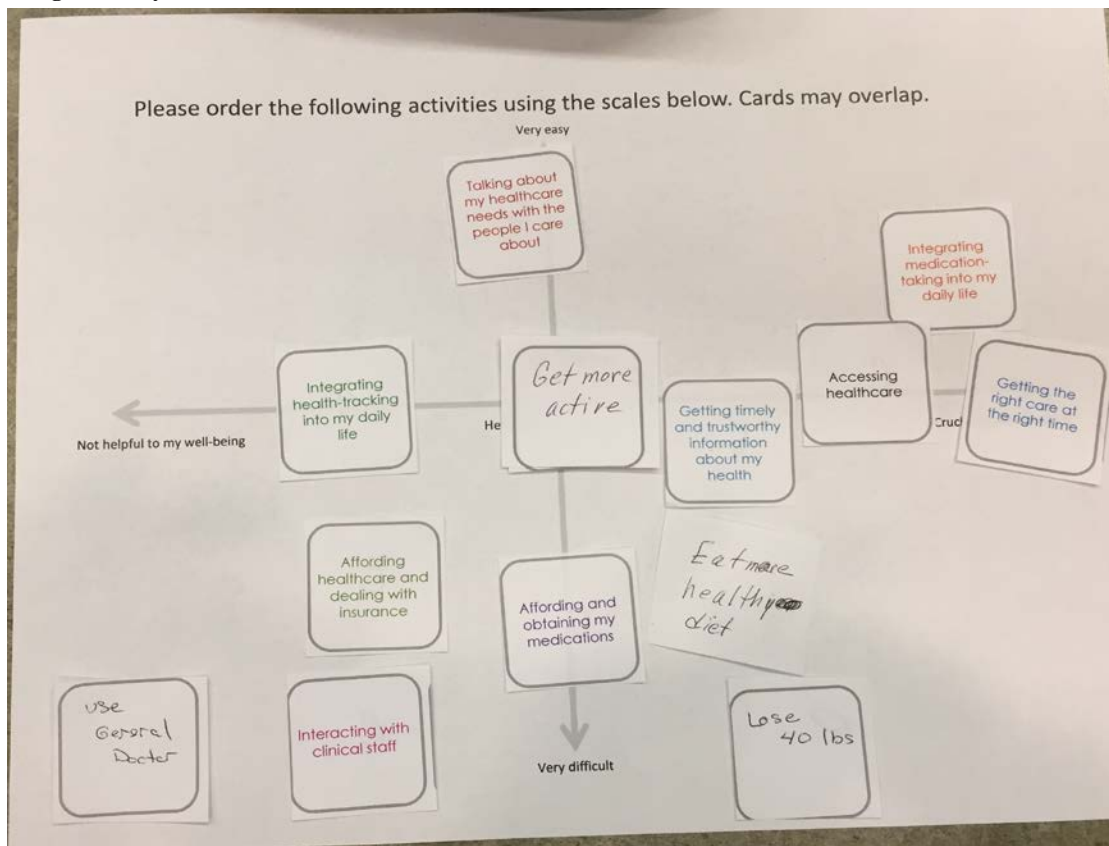 Please order the following activities using the scales below. Cards may overlap.
Very easy
Talking about
my healthcare
needs with the
people I care
about
Integrating
medication-
taking into my
daily life
Integrating
health-tracking
into my daily
life
Get more
active
Getting timely
and trustworthy
information
about my
health
Accessing
healthcare
Getting the
right care at
the right time
Not helpful to my well-being
He
Cruc
Affording
healthcare and
dealing with
insurance
Affording and
obtaining my
medications
Eat more
healthy
diet
Use
General
Doctor
Interacting with
clinical staff
Lose
40 lbs
Very difficult